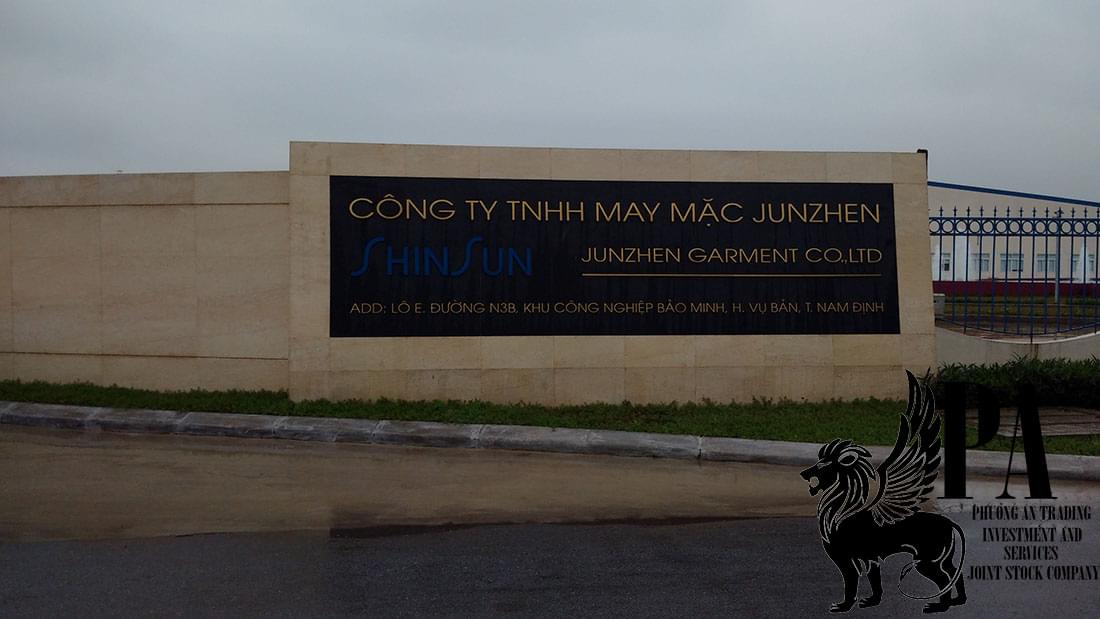 CÔNG TY TNHH MAY MẶC JUNZHEN
SHINSUN
JUNZHEN GARMENT CO.,LTD
ADD: LÔ E. ĐƯỜNG N3B, KHU CÔNG NGHIỆP BẢO MINH, H. VỤ BẢN, T. NAM ĐỊNH
PA
PHƯƠNG AN TRADING
INVESTMENT AND
SERVICES
JOINT STOCK COMPANY